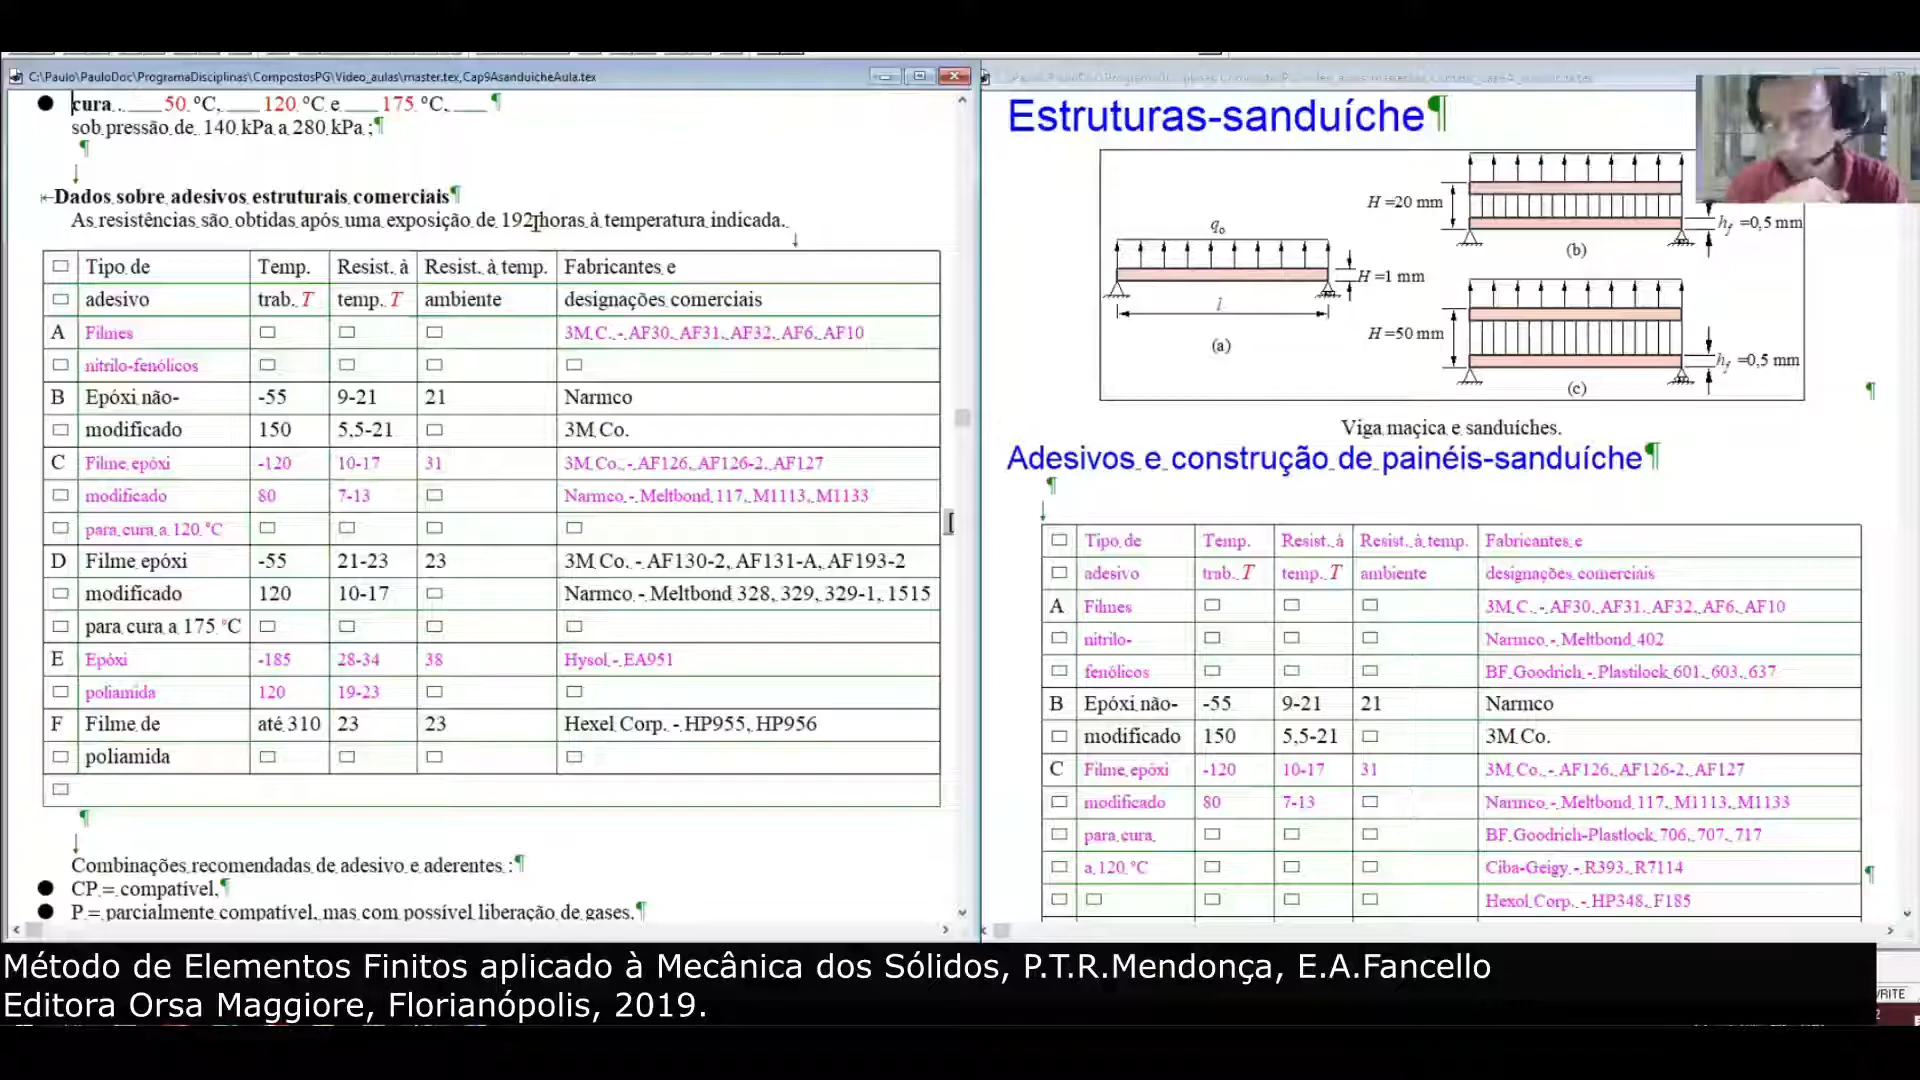 C:\Paulo\PauloDoc\ProgramaDisciplinas\CompostosPG\Video_aulas\master.tex,Cap9AsanduicheAula.tex
cura , 50 °C, 120 °C e 175 °C,
sob pressão de 140 kPa a 280 kPa ;
Dados sobre adesivos estruturais comerciais
As resistências são obtidas após uma exposição de 192 horas à temperatura indicada.
Tipo de Temp. Resist. à Resist. à temp. Fabricantes e
adesivo trab. T temp. T ambiente designações comerciais
A Filmes 3M C. - AF30, AF31, AF32, AF6, AF10
nitrilo-fenólicos
B Epóxi não- -55 9-21 21 Narmco
modificado 150 5,5-21 3M Co.
C Filme epóxi -120 10-17 31 3M Co. - AF126, AF126-2, AF127
modificado 80 7-13 Narmco - Meltbond 117, M1113, M1133
para cura a 120 °C
D Filme epóxi -55 21-23 23 3M Co. - AF130-2, AF131-A, AF193-2
modificado 120 10-17 Narmco - Meltbond 328, 329, 329-1, 1515
para cura a 175 °C
E Epóxi -185 28-34 38 Hysol - EA951
poliamida 120 19-23
F Filme de até 310 23 23 Hexel Corp. - HP955, HP956
poliamida
Combinações recomendadas de adesivo e aderentes :
CP = compatível,
P = parcialmente compatível, mas com possível liberação de gases,
Estruturas-sanduíche
q₀
H =1 mm
l
(a)
H =20 mm
h_f =0,5 mm
(b)
H =50 mm
h_f =0,5 mm
(c)
Viga maçica e sanduíches.
Adesivos e construção de painéis-sanduíche
Tipo de Temp. Resist. à Resist. à temp. Fabricantes e
adesivo trab. T temp. T ambiente designações comerciais
A Filmes 3M C. - AF30, AF31, AF32, AF6, AF10
nitrilo- Narmco - Meltbond 402
fenólicos BF Goodrich - Plastilock 601, 603, 637
B Epóxi não- -55 9-21 21 Narmco
modificado 150 5,5-21 3M Co.
C Filme epóxi -120 10-17 31 3M Co. - AF126, AF126-2, AF127
modificado 80 7-13 Narmco - Meltbond 117, M1113, M1133
para cura BF Goodrich-Plastlock 706, 707, 717
a 120 °C Ciba-Geigy - R393, R7114
Hexol Corp. - HP348, F185
Método de Elementos Finitos aplicado à Mecânica dos Sólidos, P.T.R.Mendonça, E.A.Fancello
Editora Orsa Maggiore, Florianópolis, 2019.